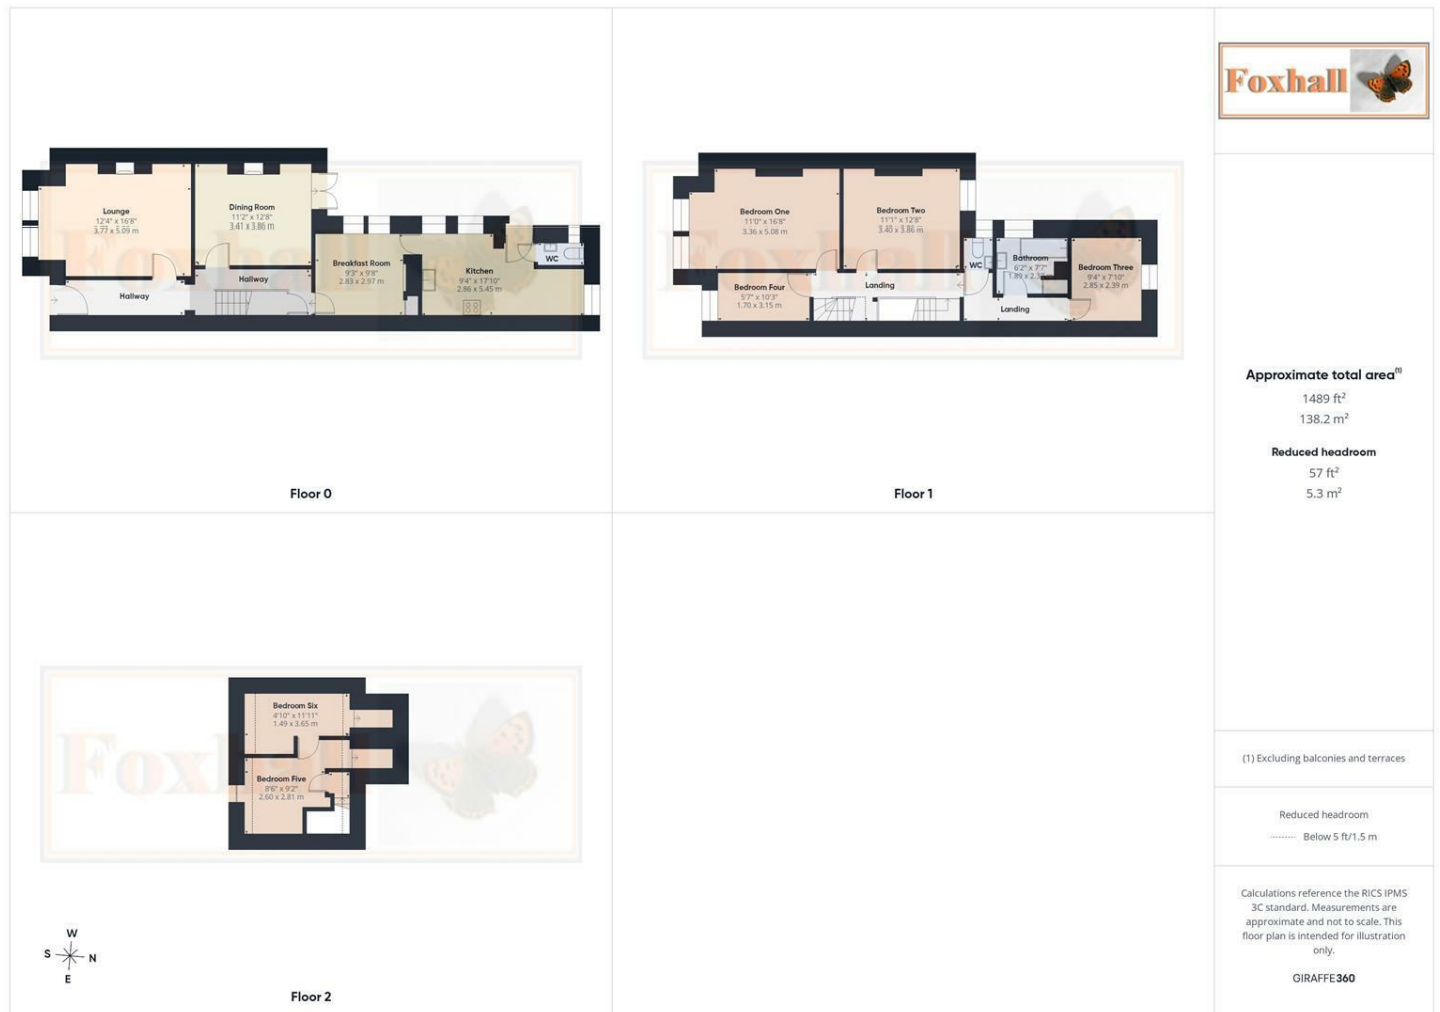 Lounge
12'4" x 16'8"
3.77 x 5.09 m
Dining Room
11'2" x 12'8"
3.41 x 3.86 m
Hallway
Hallway
Breakfast Room
9'3" x 9'8"
2.83 x 2.97 m
Kitchen
9'4" x 17'10"
2.86 x 5.45 m
WC
Floor 0
Bedroom One
11'0" x 16'8"
3.36 x 5.08 m
Bedroom Two
11'1" x 12'8"
3.40 x 3.86 m
Bedroom Four
5'7" x 10'3"
1.70 x 3.15 m
Landing
WC
Bathroom
6'2" x 7'7"
Bedroom Three
9'4" x 7'10"
2.85 x 2.39 m
Landing
Floor 1
Bedroom Six
4'10" x 11'11"
1.49 x 3.65 m
Bedroom Five
8'6" x 9'2"
2.60 x 2.81 m
W
S N
E
Floor 2
Foxhall
Foxhall
Foxhall
Foxhall
Approximate total area(1)
1489 ft²
138.2 m²
Reduced headroom
57 ft²
5.3 m²
(1) Excluding balconies and terraces
Reduced headroom
Below 5 ft/1.5 m
Calculations reference the RICS IPMS
3C standard. Measurements are
approximate and not to scale. This
floor plan is intended for illustration
only.
GIRAFFE360